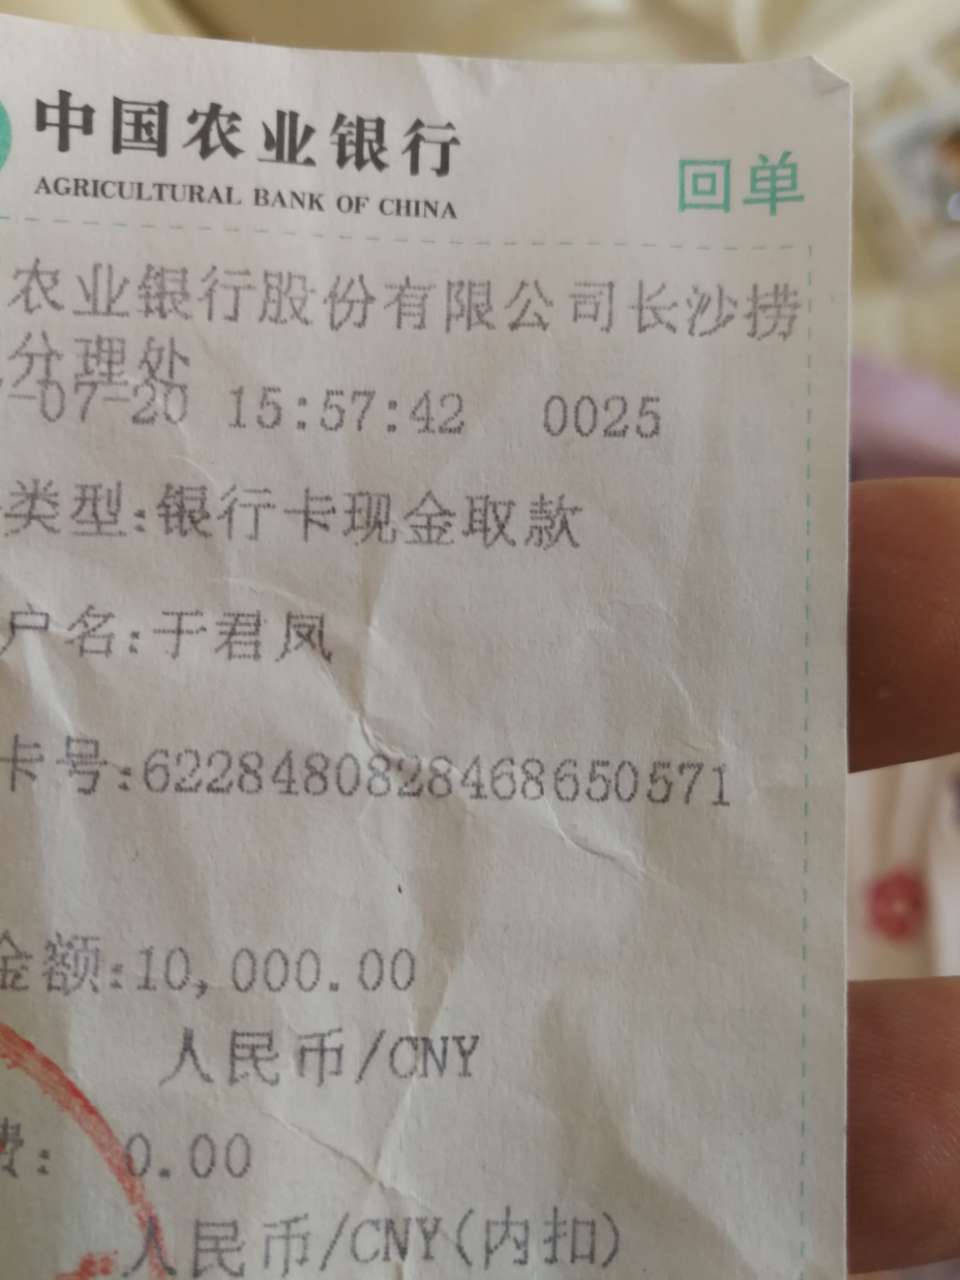 中国农业银行
AGRICULTURAL BANK OF CHINA
回单
农业银行股份有限公司长沙捞
分理处
-07-20 15:57:42 0025
类型:银行卡现金取款
户名:于君凤
卡号:6228480828468650571
金额:10,000.00
人民币/CNY
费: 0.00
人民币/CNY(内扣)